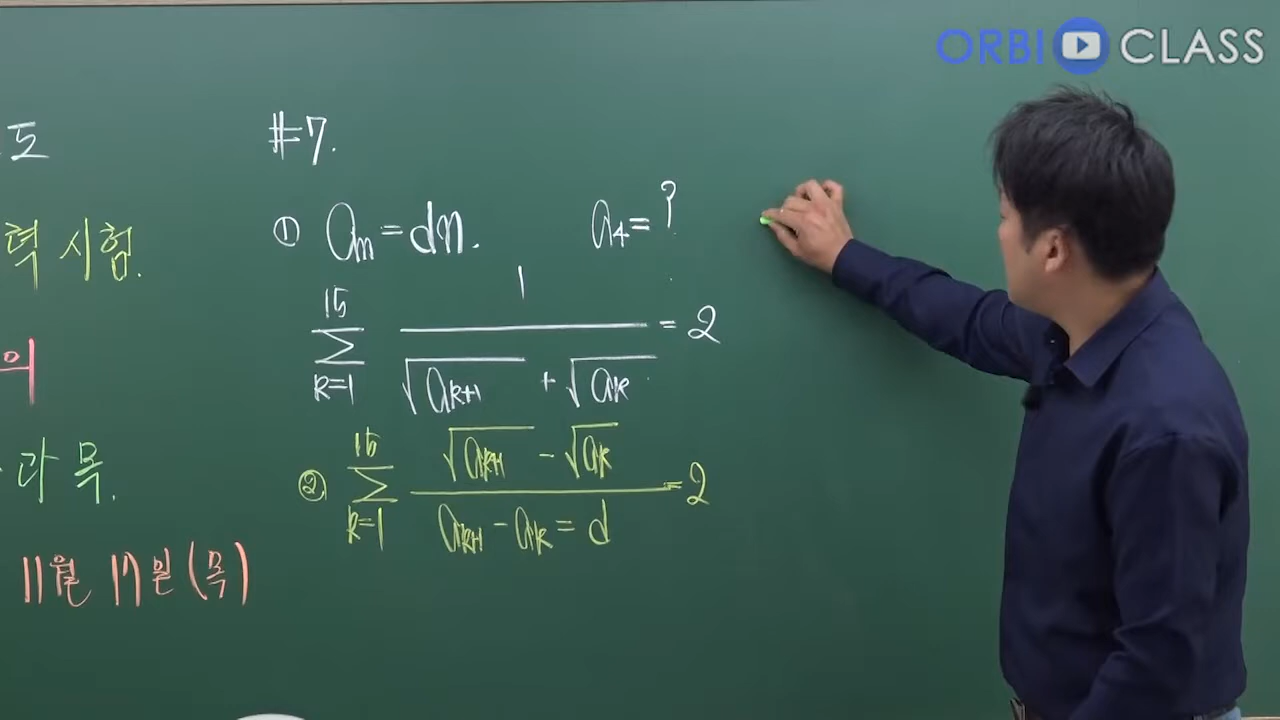 ORBI CLASS
도
력 시험.
의
과 목.
11월 17일 (목)
#7.
① aₙ = dn. a₄ = ?
15
∑ 1 / (√aₖ₊₁ + √aₖ) = 2
k=1
15
② ∑ (√aₖ₊₁ - √aₖ) / (aₖ₊₁ - aₖ = d) = 2
k=1